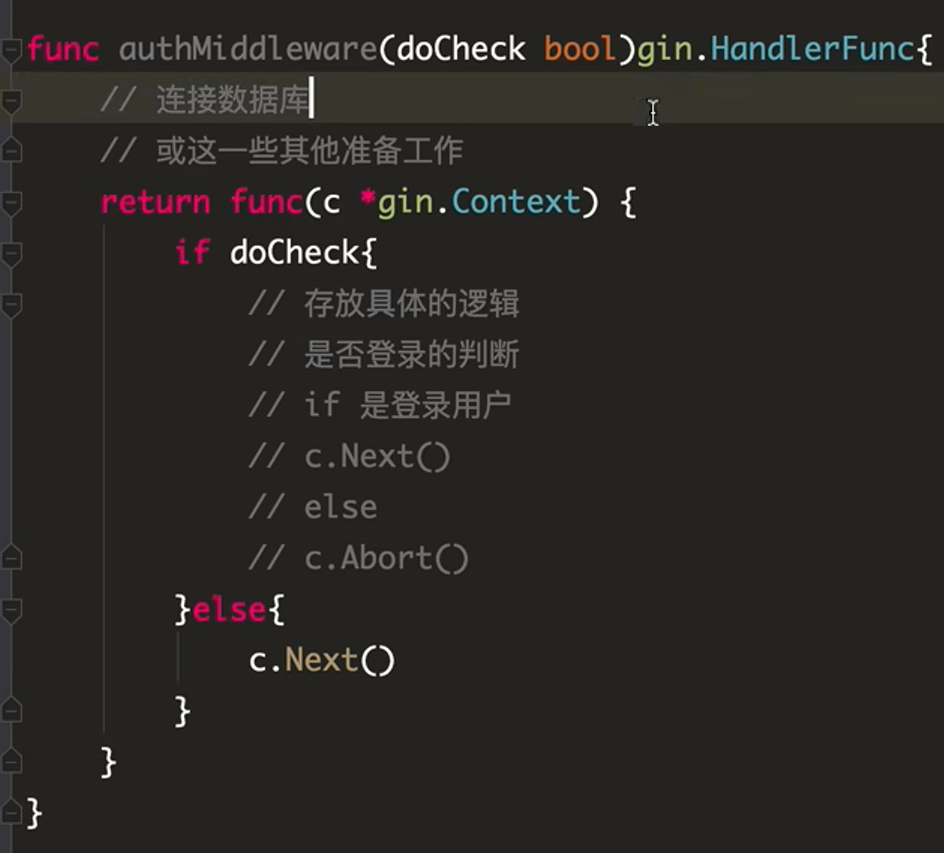 func authMiddleware(doCheck bool)gin.HandlerFunc{
// 连接数据库
// 或这一些其他准备工作
return func(c *gin.Context) {
if doCheck{
// 存放具体的逻辑
// 是否登录的判断
// if 是登录用户
// c.Next()
// else
// c.Abort()
}else{
c.Next()
}
}
}